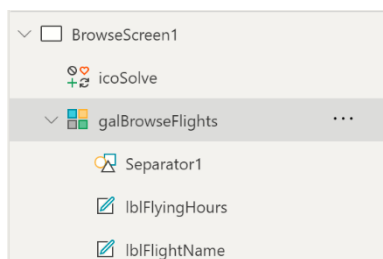 BrowseScreen1
icoSolve
galBrowseFlights
Separator1
lblFlyingHours
lblFlightName